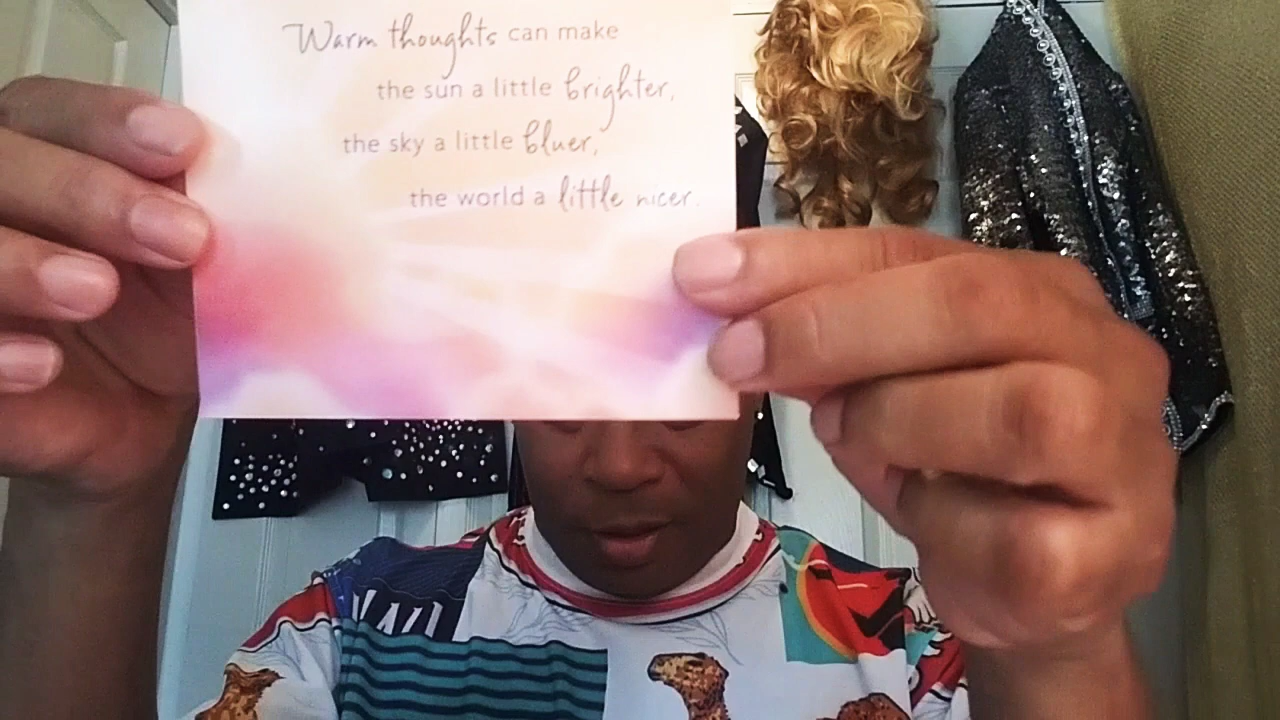 Warm thoughts can make
the sun a little brighter,
the sky a little bluer,
the world a little nicer.